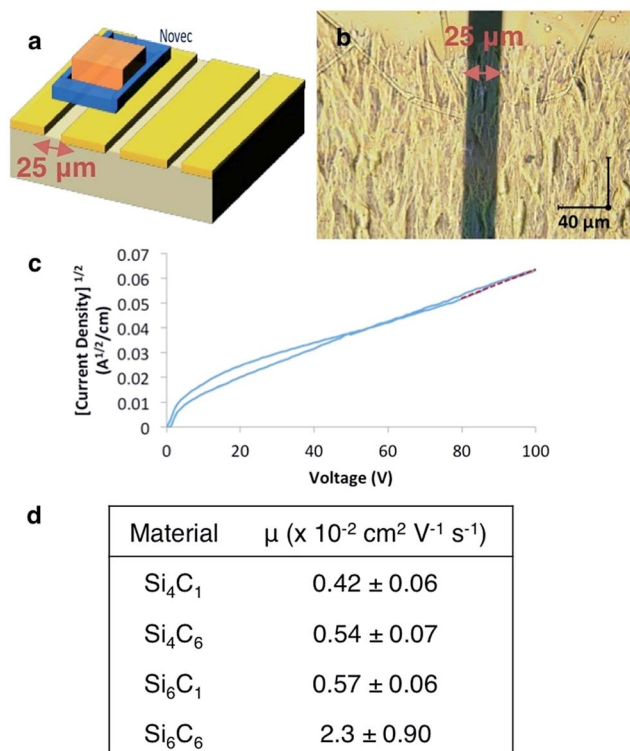 a
Novec
25 μm
b
25 μm
40 μm
c
[Current Density] 1/2
(A1/2/cm)
0.07
0.06
0.05
0.04
0.03
0.02
0.01
0
0 20 40 60 80 100
Voltage (V)
d
Material μ (x 10-2 cm2 V-1 s-1)
Si4C1 0.42 ± 0.06
Si4C6 0.54 ± 0.07
Si6C1 0.57 ± 0.06
Si6C6 2.3 ± 0.90